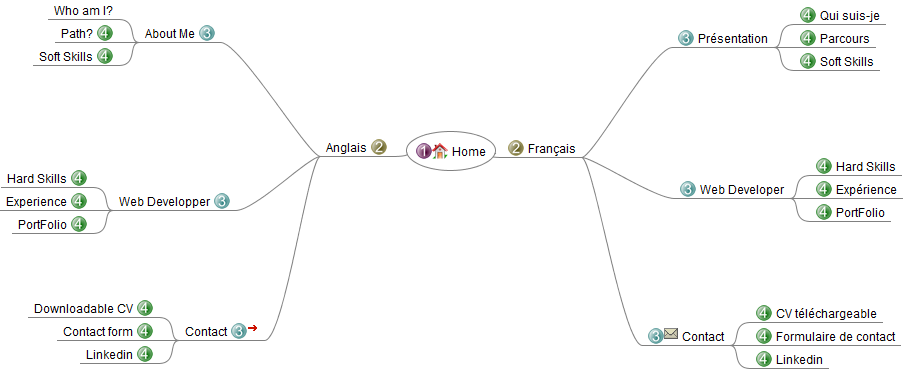 1 Home
Anglais 2
About Me 3
Who am I?
Path? 4
Soft Skills 4
Web Developper 3
Hard Skills 4
Experience 4
PortFolio 4
Contact 3
Downloadable CV 4
Contact form 4
Linkedin 4
2 Français
3 Présentation
4 Qui suis-je
4 Parcours
4 Soft Skills
3 Web Developer
4 Hard Skills
4 Expérience
4 PortFolio
3 Contact
4 CV téléchargeable
4 Formulaire de contact
4 Linkedin